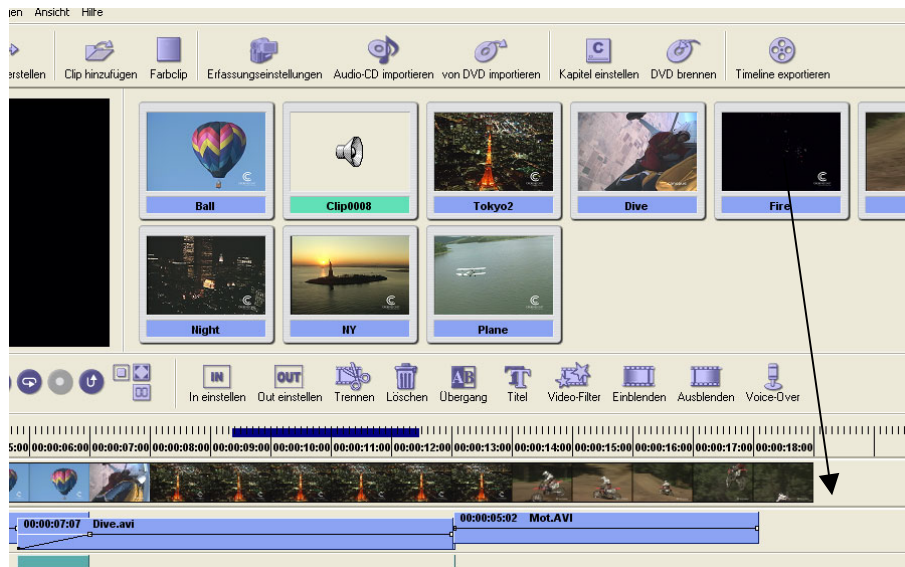 gen Ansicht Hilfe
erstellen Clip hinzufügen Farbclip Erfassungseinstellungen Audio-CD importieren von DVD importieren Kapitel einstellen DVD brennen Timeline exportieren
Ball Clip0008 Tokyo2 Dive Fire
Night NY Plane
IN OUT AB T
In einstellen Out einstellen Trennen Löschen Übergang Titel Video-Filter Einblenden Ausblenden Voice-Over
5:00 00:00:06:00 00:00:07:00 00:00:08:00 00:00:09:00 00:00:10:00 00:00:11:00 00:00:12:00 00:00:13:00 00:00:14:00 00:00:15:00 00:00:16:00 00:00:17:00 00:00:18:00
00:00:07:07 Dive.avi 00:00:05:02 Mot.AVI